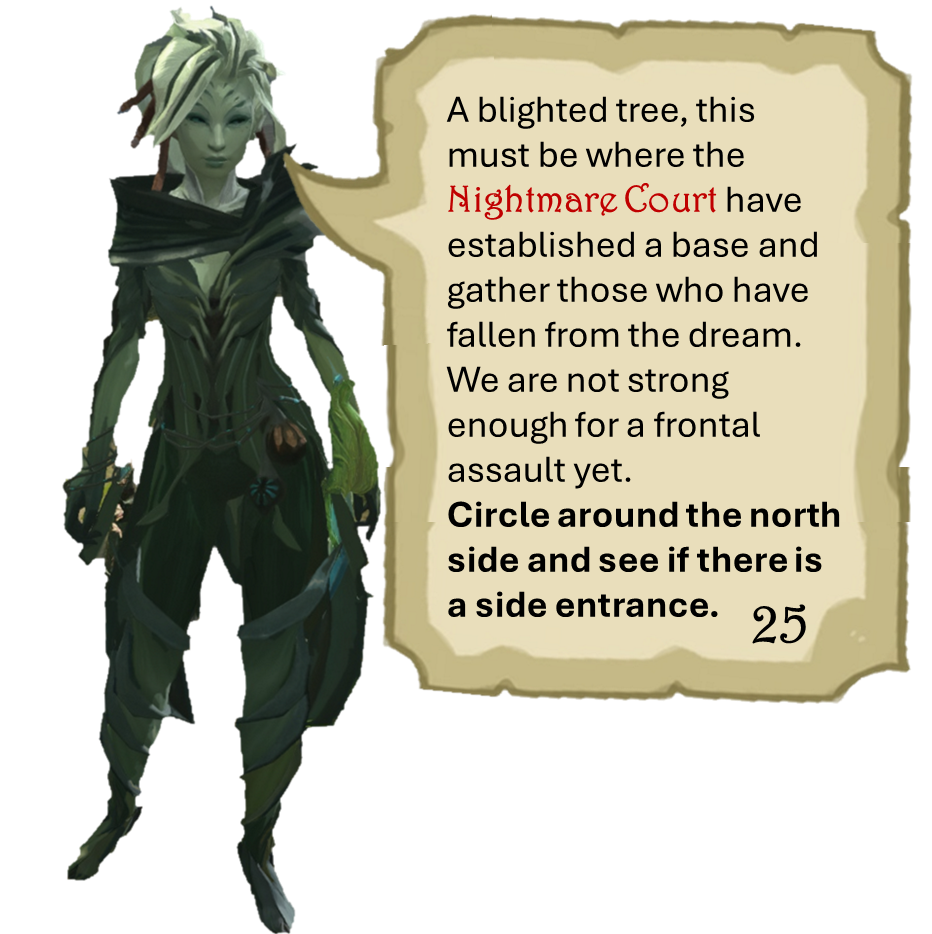 A blighted tree, this
must be where the
Nightmare Court have
established a base and
gather those who have
fallen from the dream.
We are not strong
enough for a frontal
assault yet.
Circle around the north
side and see if there is
a side entrance.
25